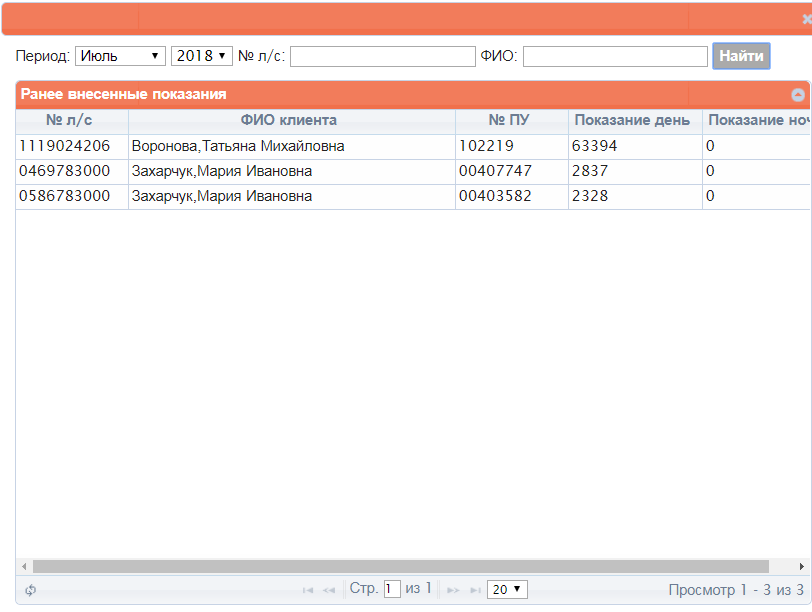 Период: Июль 2018 № л/с: ФИО: Найти
Ранее внесенные показания
№ л/с ФИО клиента № ПУ Показание день Показание ноч
1119024206 Воронова,Татьяна Михайловна 102219 63394 0
0469783000 Захарчук,Мария Ивановна 00407747 2837 0
0586783000 Захарчук,Мария Ивановна 00403582 2328 0
Стр. 1 из 1 20 Просмотр 1 - 3 из 3